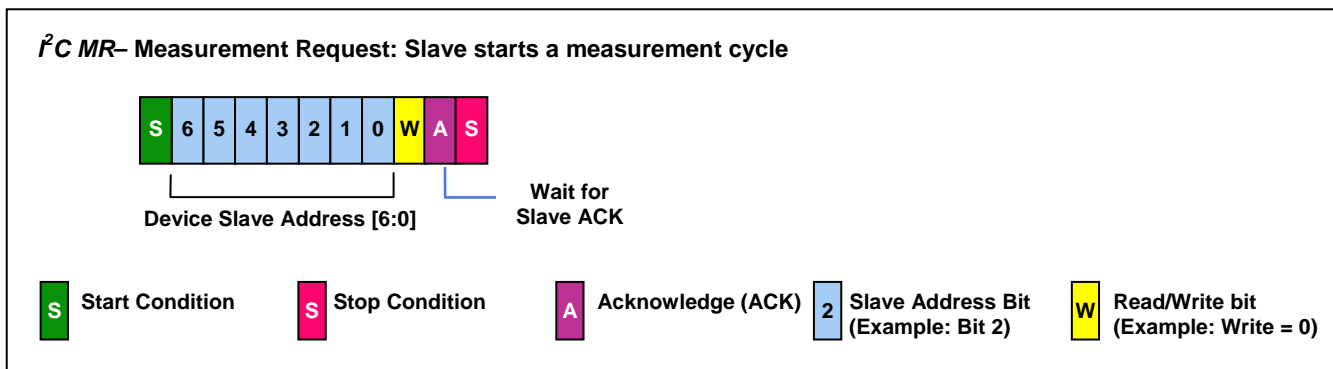 I²C MR– Measurement Request: Slave starts a measurement cycle
S 6 5 4 3 2 1 0 W A S
Wait for
Slave ACK
Device Slave Address [6:0]
S Start Condition
S Stop Condition
A Acknowledge (ACK)
2 Slave Address Bit
(Example: Bit 2)
W Read/Write bit
(Example: Write = 0)